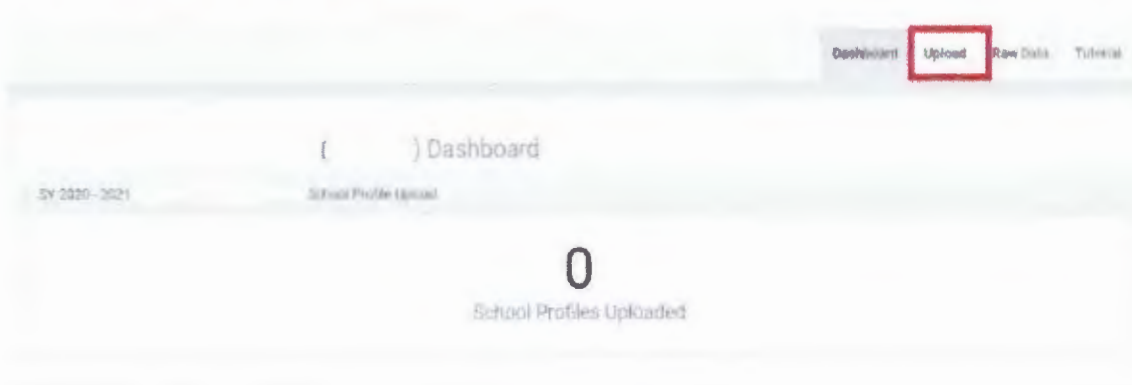 Dashboard Upload Raw Data Tutorial
( ) Dashboard
SY 2020 - 2021 School Profile Upload
0
School Profiles Uploaded